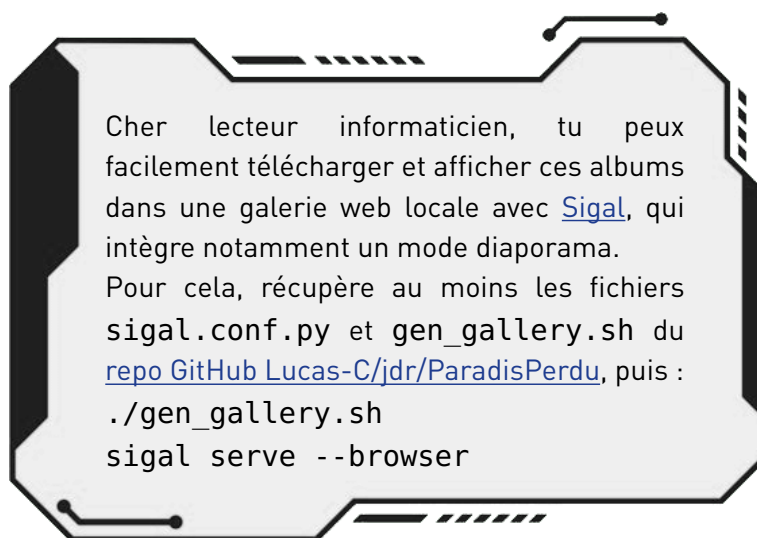 Cher lecteur informaticien, tu peux
facilement télécharger et afficher ces albums
dans une galerie web locale avec Sigal, qui
intègre notamment un mode diaporama.
Pour cela, récupère au moins les fichiers
sigal.conf.py et gen_gallery.sh du
repo GitHub Lucas-C/jdr/ParadisPerdu, puis :
./gen_gallery.sh
sigal serve --browser